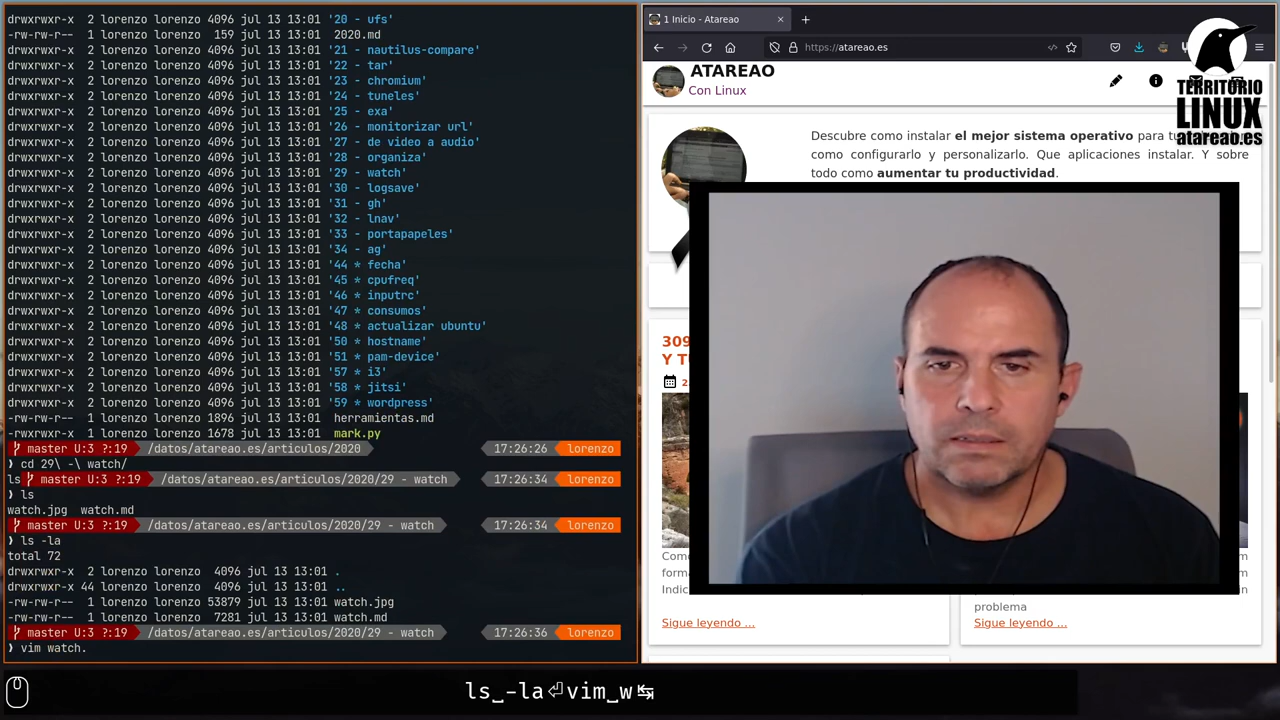 drwxrwxr-x  2 lorenzo lorenzo 4096 jul 13 13:01 '20 - ufs'
-rw-rw-r--  1 lorenzo lorenzo  159 jul 13 13:01  2020.md
drwxrwxr-x  2 lorenzo lorenzo 4096 jul 13 13:01 '21 - nautilus-compare'
drwxrwxr-x  2 lorenzo lorenzo 4096 jul 13 13:01 '22 - tar'
drwxrwxr-x  2 lorenzo lorenzo 4096 jul 13 13:01 '23 - chromium'
drwxrwxr-x  2 lorenzo lorenzo 4096 jul 13 13:01 '24 - tuneles'
drwxrwxr-x  2 lorenzo lorenzo 4096 jul 13 13:01 '25 - exa'
drwxrwxr-x  2 lorenzo lorenzo 4096 jul 13 13:01 '26 - monitorizar url'
drwxrwxr-x  2 lorenzo lorenzo 4096 jul 13 13:01 '27 - de video a audio'
drwxrwxr-x  2 lorenzo lorenzo 4096 jul 13 13:01 '28 - organiza'
drwxrwxr-x  2 lorenzo lorenzo 4096 jul 13 13:01 '29 - watch'
drwxrwxr-x  2 lorenzo lorenzo 4096 jul 13 13:01 '30 - logsave'
drwxrwxr-x  2 lorenzo lorenzo 4096 jul 13 13:01 '31 - gh'
drwxrwxr-x  2 lorenzo lorenzo 4096 jul 13 13:01 '32 - lnav'
drwxrwxr-x  2 lorenzo lorenzo 4096 jul 13 13:01 '33 - portapapeles'
drwxrwxr-x  2 lorenzo lorenzo 4096 jul 13 13:01 '34 - ag'
drwxrwxr-x  2 lorenzo lorenzo 4096 jul 13 13:01 '44 * fecha'
drwxrwxr-x  2 lorenzo lorenzo 4096 jul 13 13:01 '45 * cpufreq'
drwxrwxr-x  2 lorenzo lorenzo 4096 jul 13 13:01 '46 * inputrc'
drwxrwxr-x  2 lorenzo lorenzo 4096 jul 13 13:01 '47 * consumos'
drwxrwxr-x  2 lorenzo lorenzo 4096 jul 13 13:01 '48 * actualizar ubuntu'
drwxrwxr-x  2 lorenzo lorenzo 4096 jul 13 13:01 '50 * hostname'
drwxrwxr-x  2 lorenzo lorenzo 4096 jul 13 13:01 '51 * pam-device'
drwxrwxr-x  2 lorenzo lorenzo 4096 jul 13 13:01 '57 * i3'
drwxrwxr-x  2 lorenzo lorenzo 4096 jul 13 13:01 '58 * jitsi'
drwxrwxr-x  2 lorenzo lorenzo 4096 jul 13 13:01 '59 * wordpress'
-rw-rw-r--  1 lorenzo lorenzo 1896 jul 13 13:01  herramientas.md
-rwxrwxr-x  1 lorenzo lorenzo 1678 jul 13 13:01  mark.py
master U:3 ?:19 /datos/atareao.es/articulos/2020 17:26:26 lorenzo
❯ cd 29\ -\ watch/
ls master U:3 ?:19 /datos/atareao.es/articulos/2020/29 - watch 17:26:34 lorenzo
❯ ls
watch.jpg  watch.md
master U:3 ?:19 /datos/atareao.es/articulos/2020/29 - watch 17:26:34 lorenzo
❯ ls -la
total 72
drwxrwxr-x  2 lorenzo lorenzo  4096 jul 13 13:01 .
drwxrwxr-x 44 lorenzo lorenzo  4096 jul 13 13:01 ..
-rw-rw-r--  1 lorenzo lorenzo 53879 jul 13 13:01 watch.jpg
-rw-rw-r--  1 lorenzo lorenzo  7281 jul 13 13:01 watch.md
master U:3 ?:19 /datos/atareao.es/articulos/2020/29 - watch 17:26:36 lorenzo
❯ vim watch.
1 Inicio - Atareao
https://atareao.es
ATAREAO
Con Linux
TERRITORIO
LINUX
atareao.es
Descubre como instalar el mejor sistema operativo para
como configurarlo y personalizarlo. Que aplicaciones instalar. Y sobre
todo como aumentar tu productividad.
309
Y
2
problema
Sigue leyendo ...
Sigue leyendo ...
ls␣-la⏎vim␣w↹